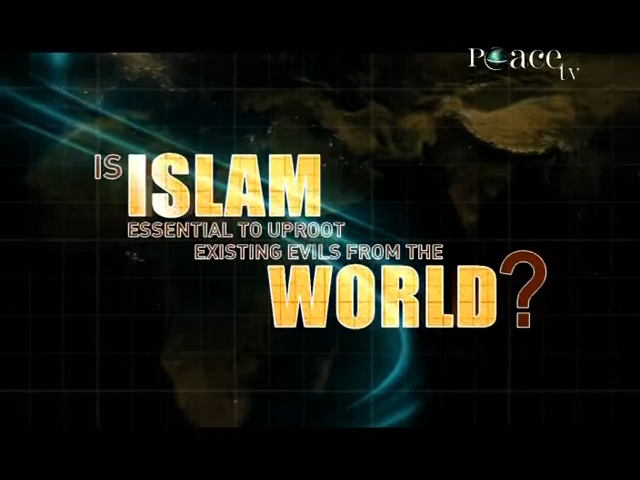 Peace
tv
IS ISLAM
ESSENTIAL TO UPROOT
EXISTING EVILS FROM THE
WORLD?